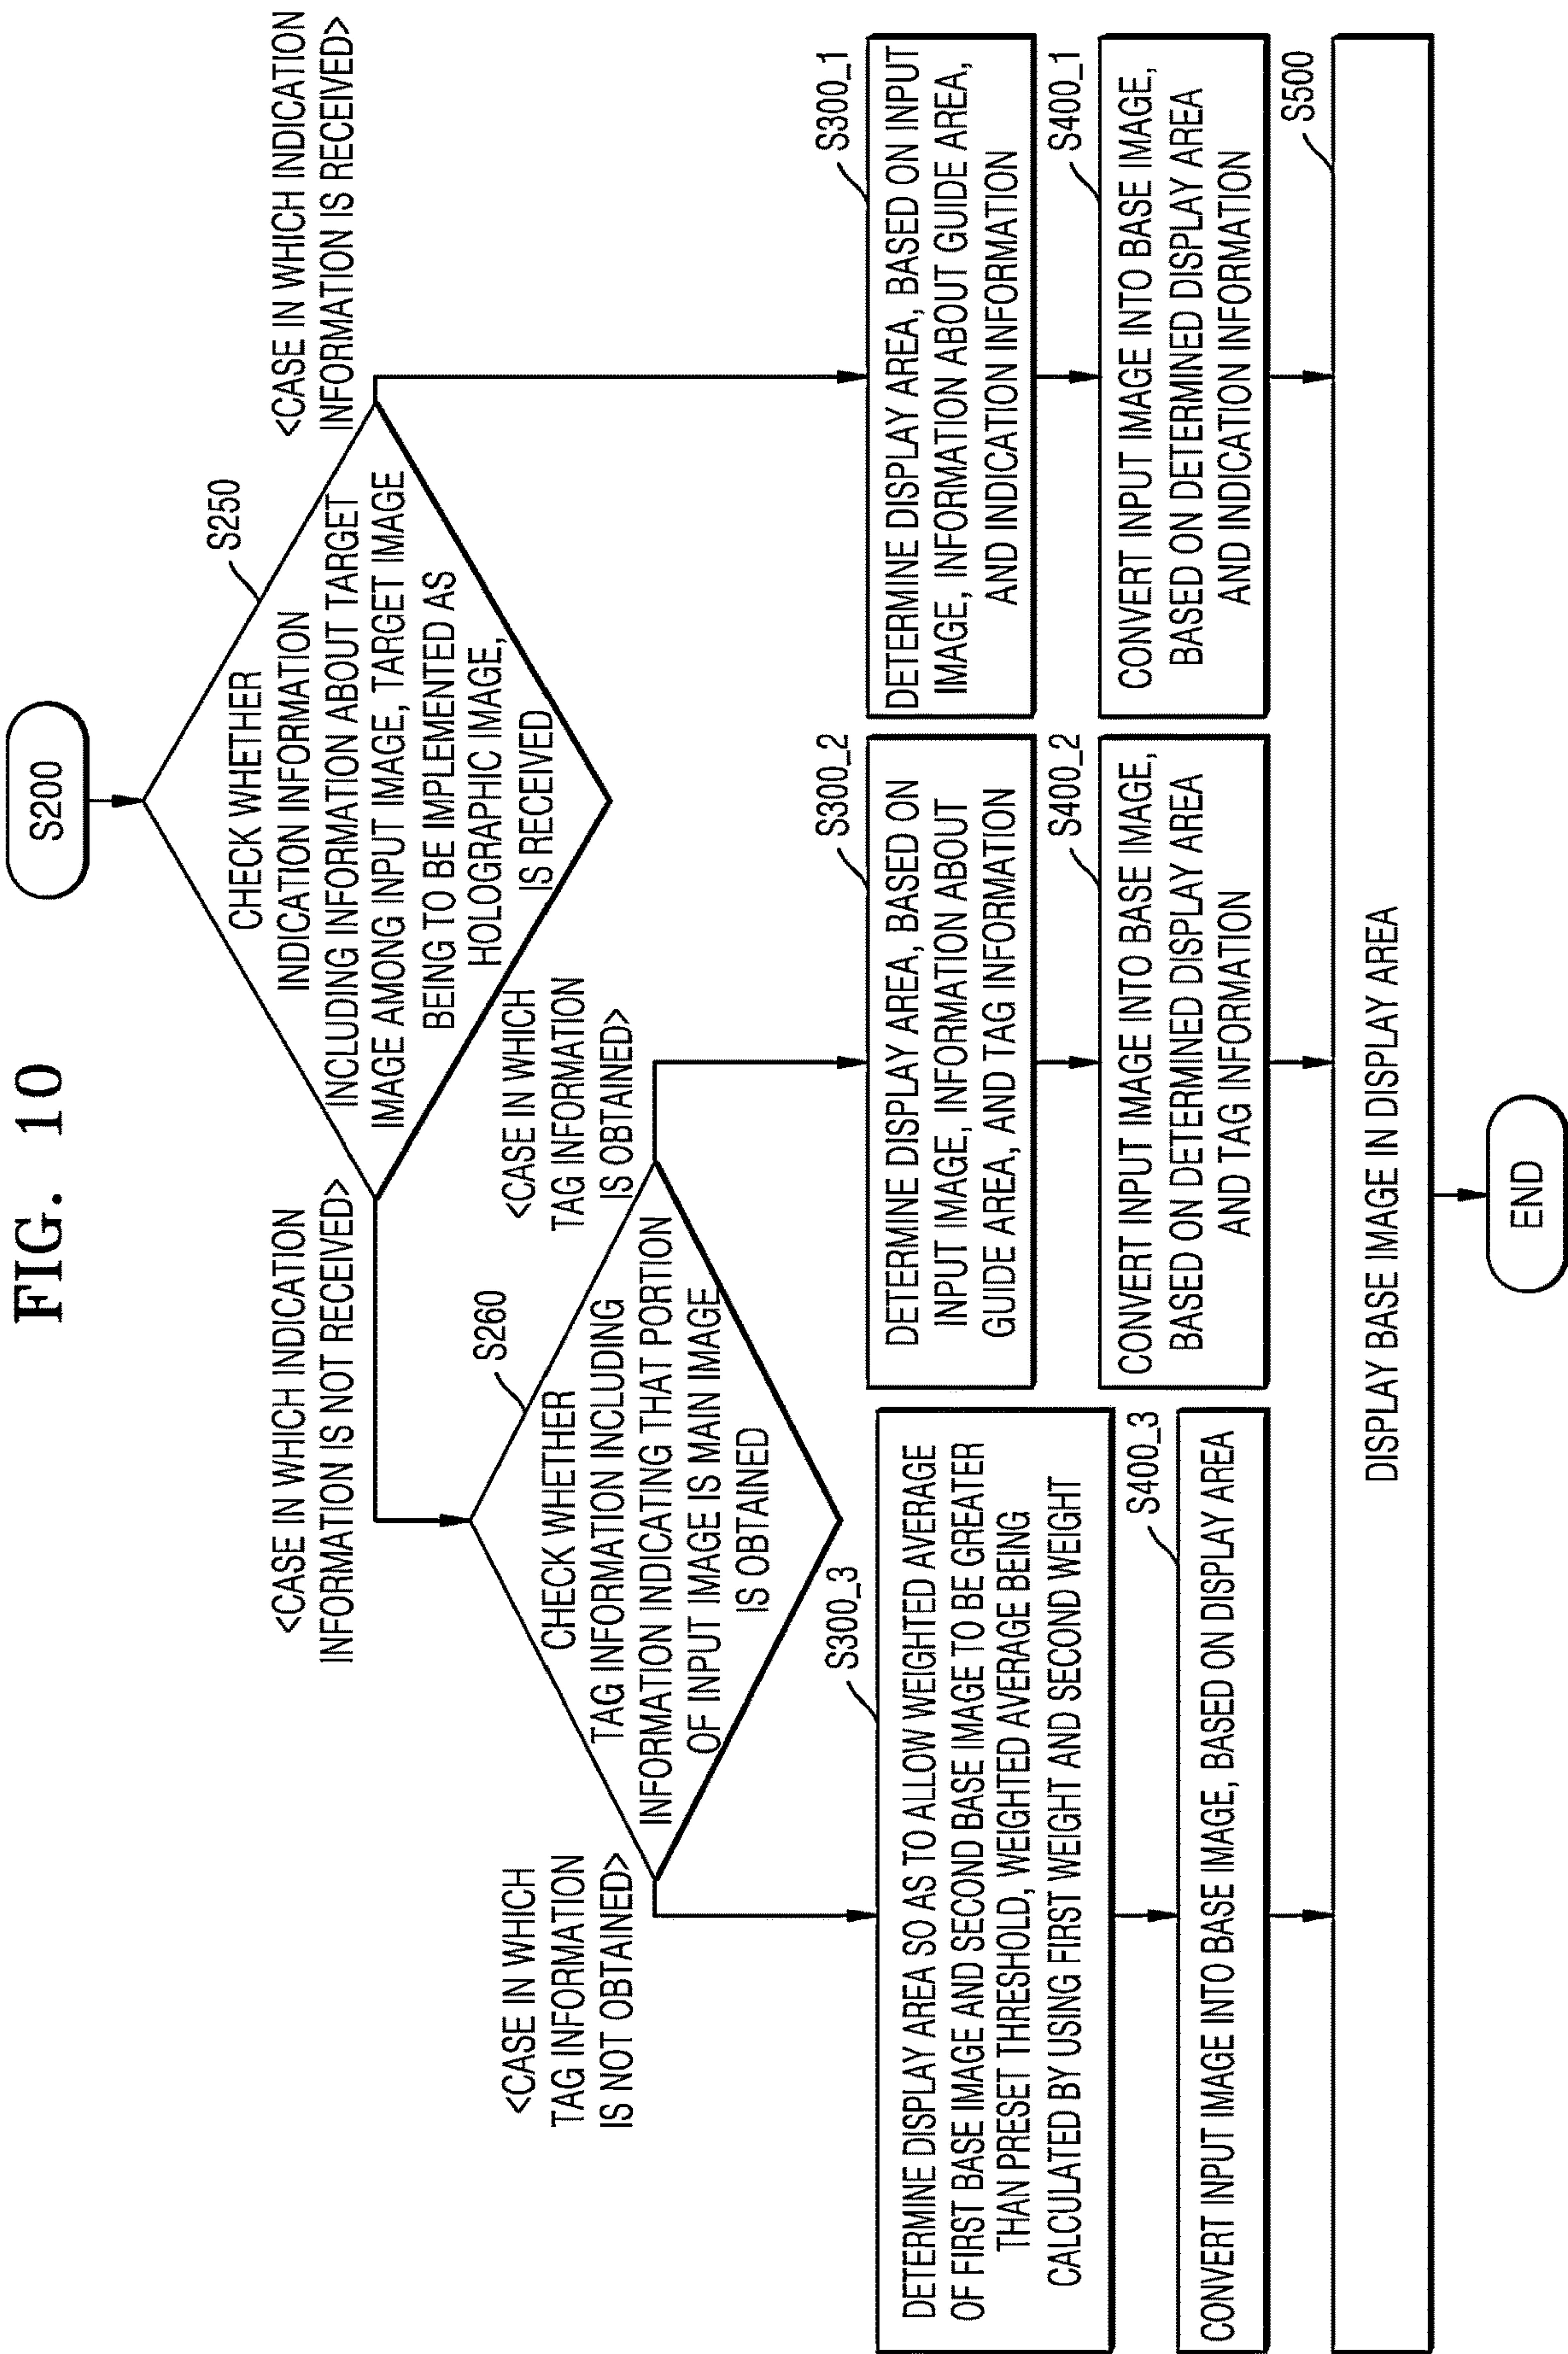 FIG. 10
S200
S250
CHECK WHETHER
INDICATION INFORMATION
INCLUDING INFORMATION ABOUT TARGET
IMAGE AMONG INPUT IMAGE, TARGET IMAGE
BEING TO BE IMPLEMENTED AS
HOLOGRAPHIC IMAGE,
IS RECEIVED
<CASE IN WHICH INDICATION
INFORMATION IS NOT RECEIVED>
<CASE IN WHICH INDICATION
INFORMATION IS RECEIVED>
S260
CHECK WHETHER
TAG INFORMATION INCLUDING
INFORMATION INDICATING THAT PORTION
OF INPUT IMAGE IS MAIN IMAGE
IS OBTAINED
<CASE IN WHICH
TAG INFORMATION
IS NOT OBTAINED>
<CASE IN WHICH
TAG INFORMATION
IS OBTAINED>
S300_3
DETERMINE DISPLAY AREA SO AS TO ALLOW WEIGHTED AVERAGE
OF FIRST BASE IMAGE AND SECOND BASE IMAGE TO BE GREATER
THAN PRESET THRESHOLD, WEIGHTED AVERAGE BEING
CALCULATED BY USING FIRST WEIGHT AND SECOND WEIGHT
S300_2
DETERMINE DISPLAY AREA, BASED ON
INPUT IMAGE, INFORMATION ABOUT
GUIDE AREA, AND TAG INFORMATION
S300_1
DETERMINE DISPLAY AREA, BASED ON INPUT
IMAGE, INFORMATION ABOUT GUIDE AREA,
AND INDICATION INFORMATION
S400_3
CONVERT INPUT IMAGE INTO BASE IMAGE, BASED ON DISPLAY AREA
S400_2
CONVERT INPUT IMAGE INTO BASE IMAGE,
BASED ON DETERMINED DISPLAY AREA
AND TAG INFORMATION
S400_1
CONVERT INPUT IMAGE INTO BASE IMAGE,
BASED ON DETERMINED DISPLAY AREA
AND INDICATION INFORMATION
S500
DISPLAY BASE IMAGE IN DISPLAY AREA
END